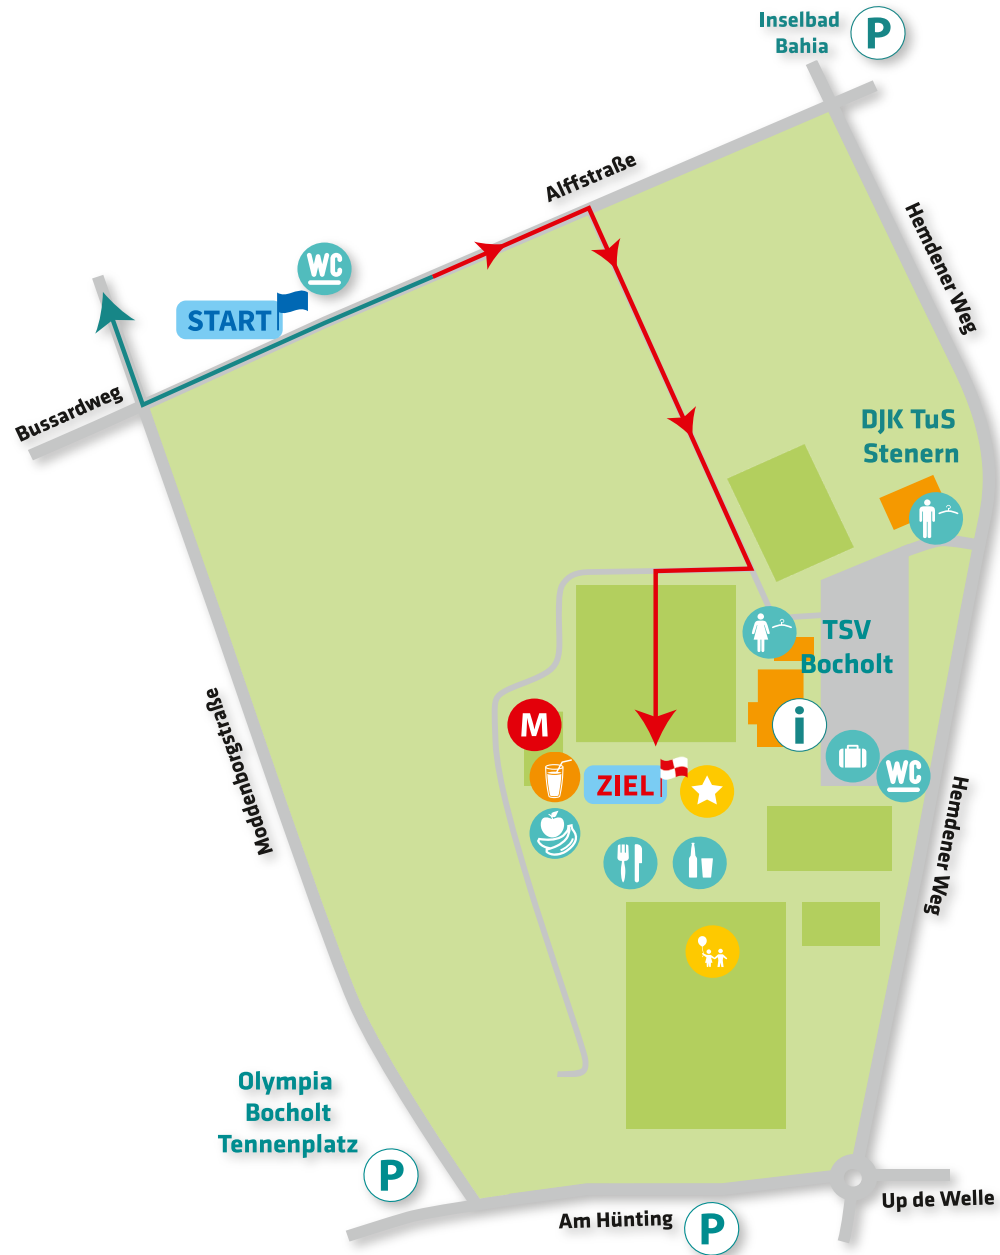 Inselbad
Bahia
P
Alffstraße
Hemdener Weg
WC
START
Bussardweg
DJK TuS
Stenern
TSV
Bocholt
Moddenborgstraße
M
i
ZIEL
WC
Hemdener Weg
Olympia
Bocholt
Tennenplatz
P
Am Hünting
P
Up de Welle